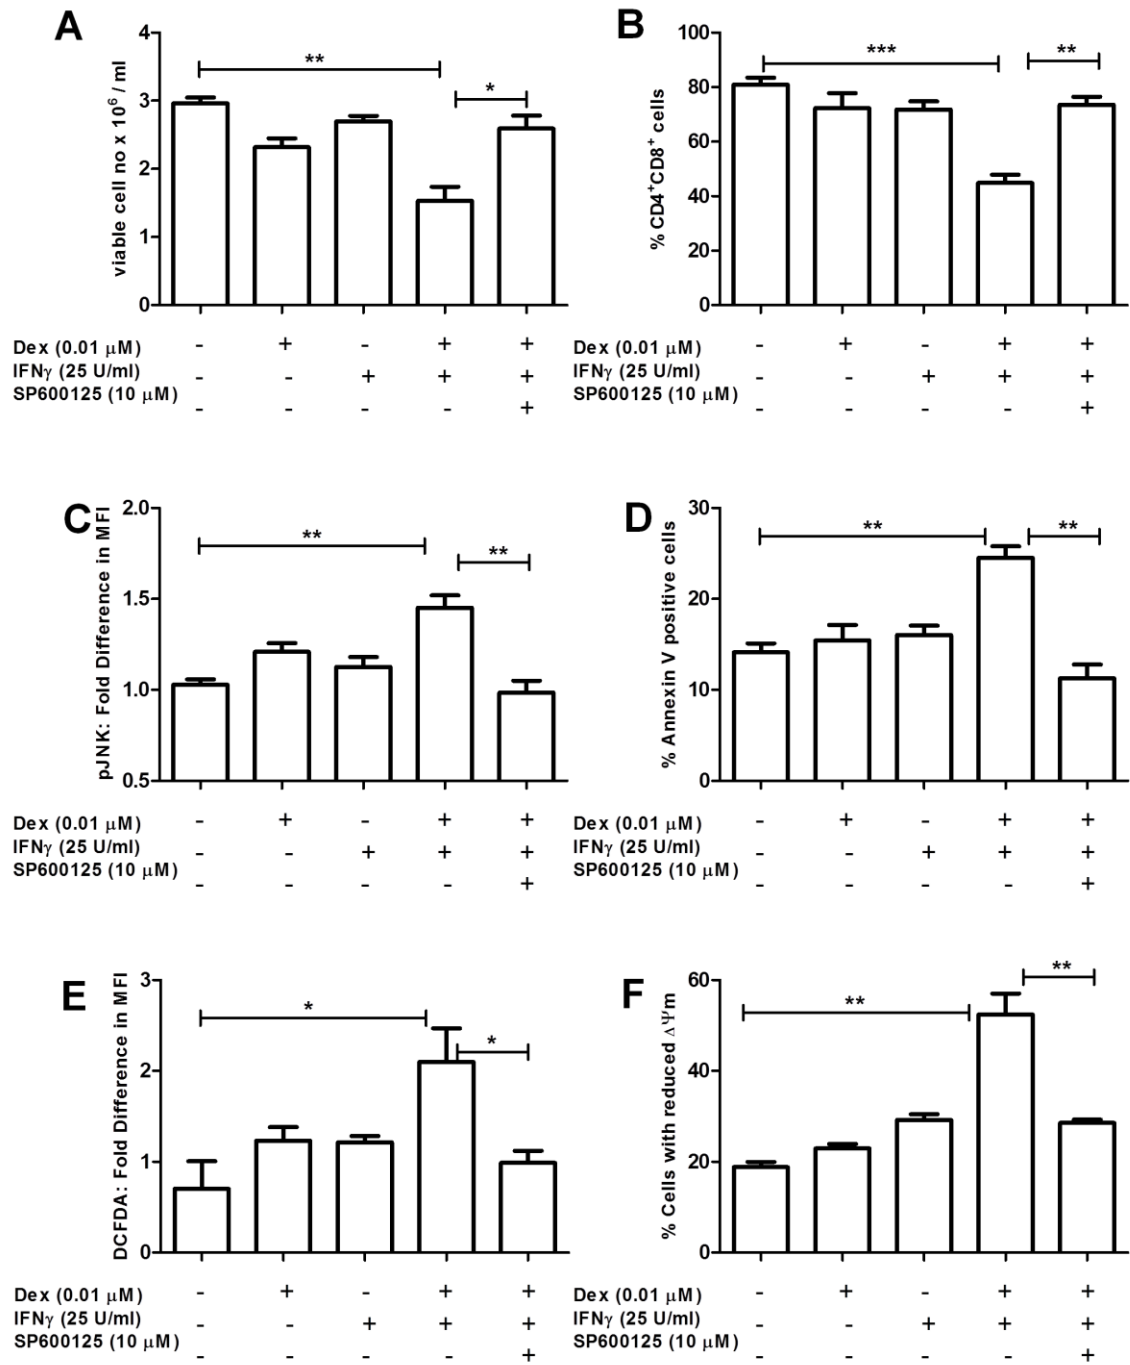 A
viable cell no x 10⁶ / ml
4
3
2
1
0
**
*
Dex (0.01 μM) - + - + +
IFNγ (25 U/ml) - - + + +
SP600125 (10 μM) - - - - +
B
% CD4⁺CD8⁺ cells
100
80
60
40
20
0
***
**
Dex (0.01 μM) - + - + +
IFNγ (25 U/ml) - - + + +
SP600125 (10 μM) - - - - +
C
pJNK: Fold Difference in MFI
2.0
1.5
1.0
0.5
**
**
Dex (0.01 μM) - + - + +
IFNγ (25 U/ml) - - + + +
SP600125 (10 μM) - - - - +
D
% Annexin V positive cells
30
20
10
0
**
**
Dex (0.01 μM) - + - + +
IFNγ (25 U/ml) - - + + +
SP600125 (10 μM) - - - - +
E
DCFDA: Fold Difference in MFI
3
2
1
0
*
*
Dex (0.01 μM) - + - + +
IFNγ (25 U/ml) - - + + +
SP600125 (10 μM) - - - - +
F
% Cells with reduced ΔΨm
60
40
20
0
**
**
Dex (0.01 μM) - + - + +
IFNγ (25 U/ml) - - + + +
SP600125 (10 μM) - - - - +